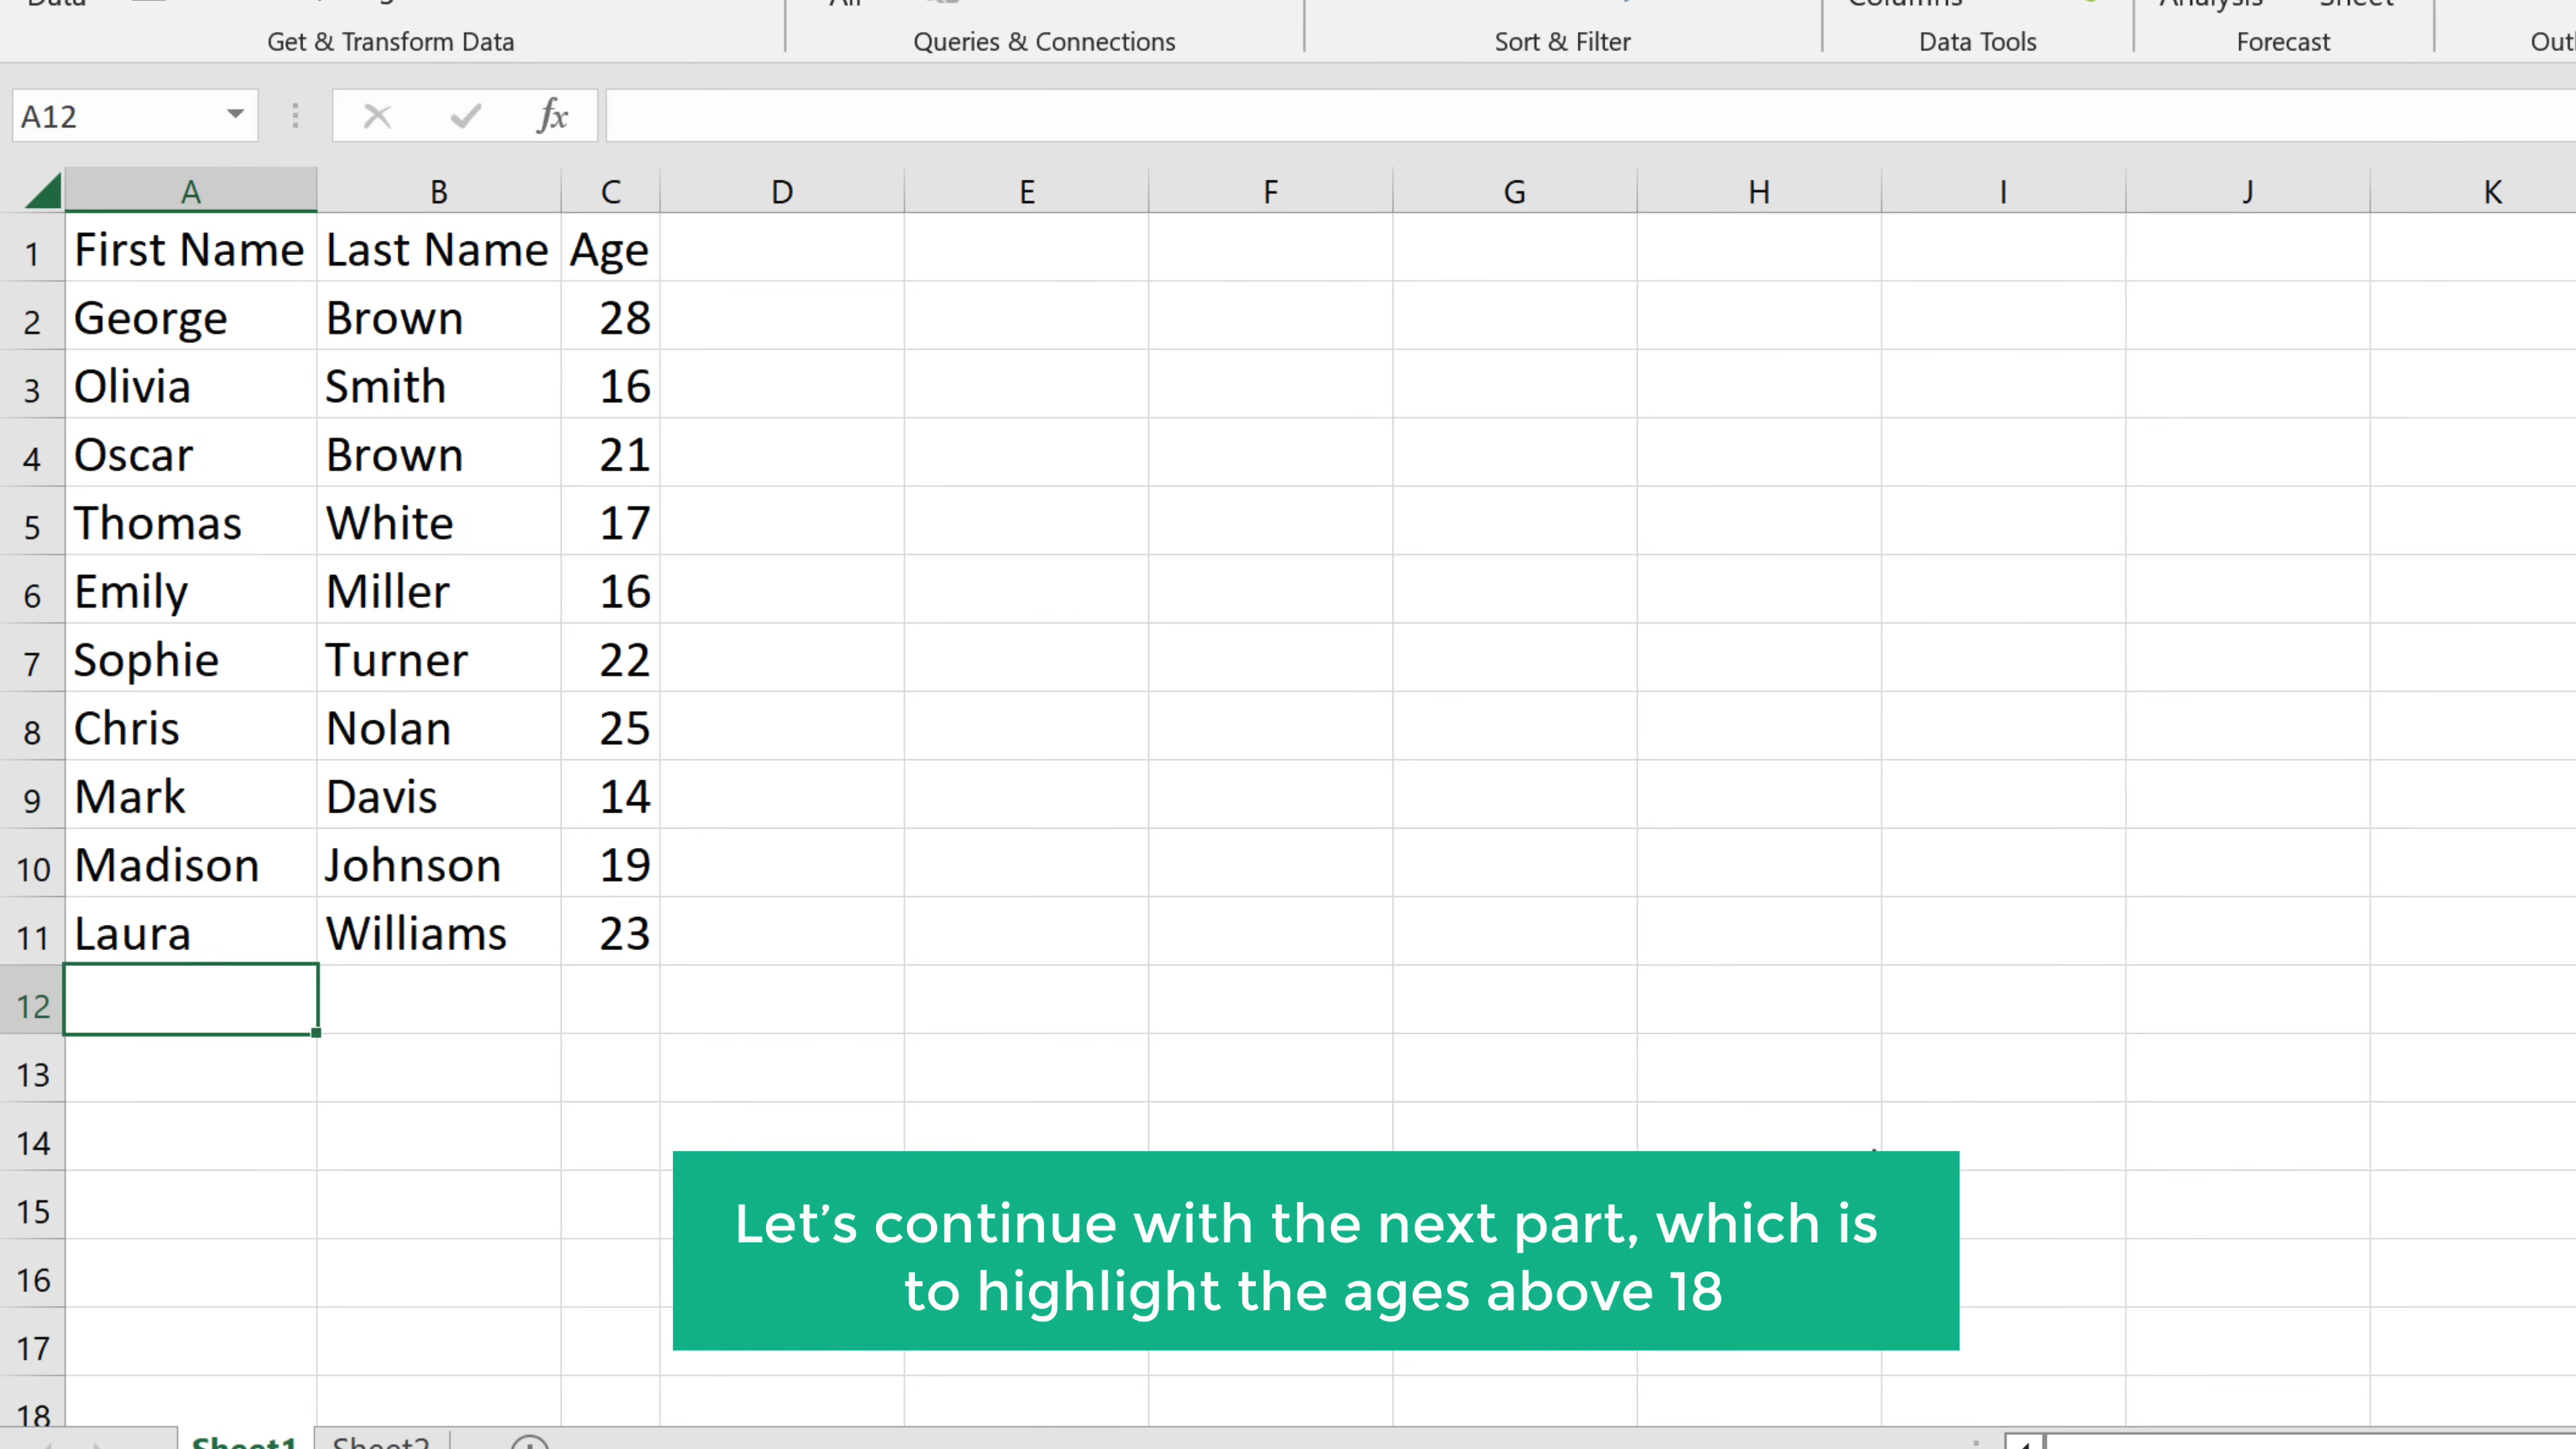 Get & Transform Data Queries & Connections Sort & Filter Data Tools Forecast
A12 fx
A B C D E F G H I J K
1 First Name Last Name Age
2 George Brown 28
3 Olivia Smith 16
4 Oscar Brown 21
5 Thomas White 17
6 Emily Miller 16
7 Sophie Turner 22
8 Chris Nolan 25
9 Mark Davis 14
10 Madison Johnson 19
11 Laura Williams 23
12
13
14
15
16
17
18
Let’s continue with the next part, which is
to highlight the ages above 18
Sheet1 Sheet2